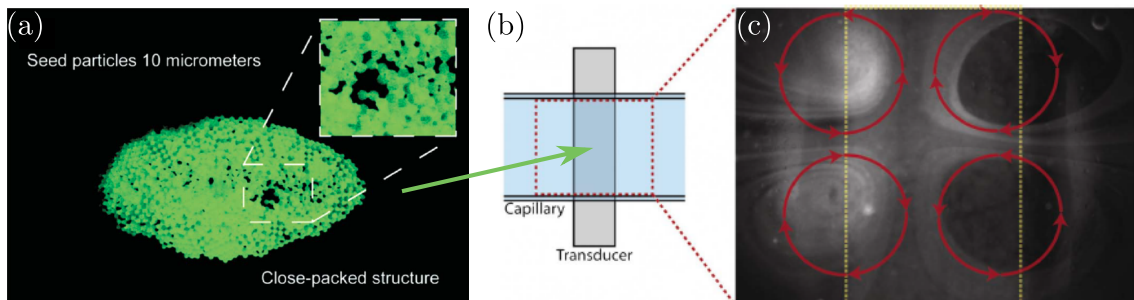 (a)
Seed particles 10 micrometers
Close-packed structure
(b)
Capillary
Transducer
(c)